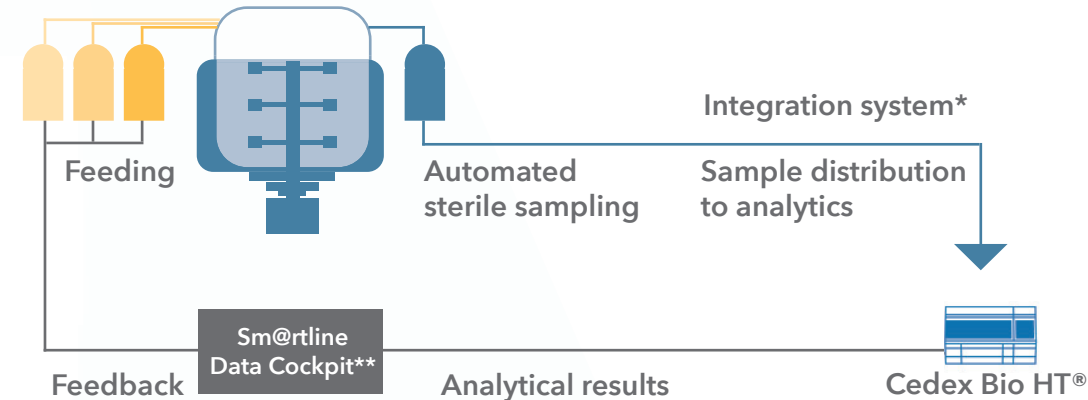 Integration system*
Feeding
Automated
sterile sampling
Sample distribution
to analytics
Sm@rtline
Data Cockpit**
Feedback
Analytical results
Cedex Bio HT®